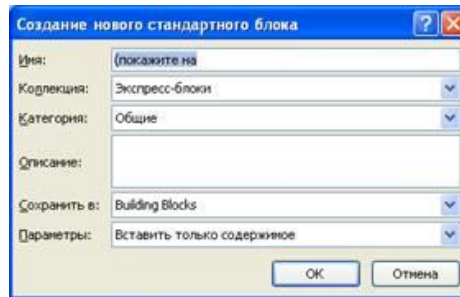 Создание нового стандартного блока
Имя: (покажите на
Коллекция: Экспресс-блоки
Категория: Общие
Описание:
Сохранить в: Building Blocks
Параметры: Вставить только содержимое
ОК Отмена